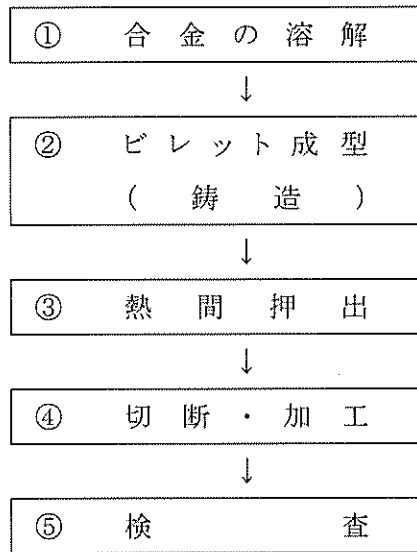 ① 合金の溶解
↓
② ビレット成型
(鋳造)
↓
③ 熱間押出
↓
④ 切断・加工
↓
⑤ 検査